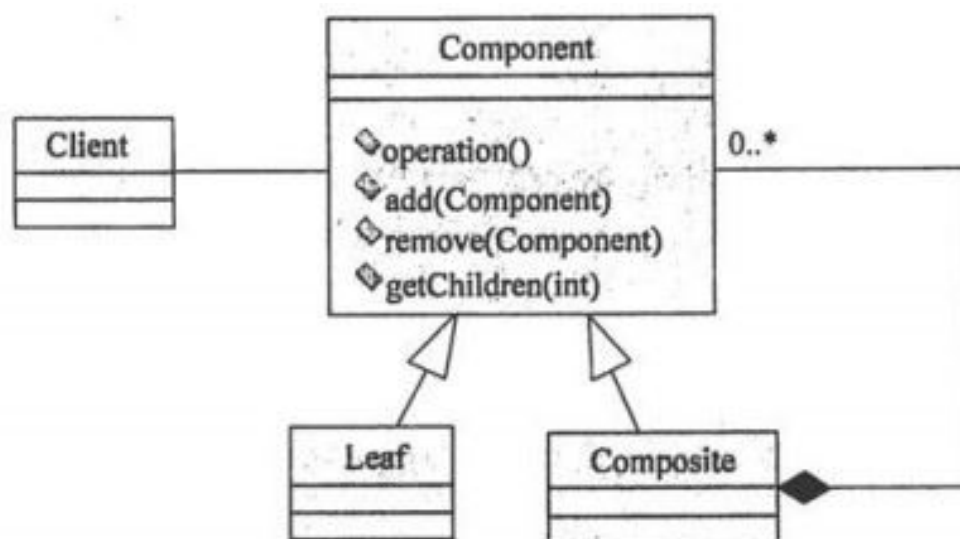 Component
Client
operation()
0..*
add(Component)
remove(Component)
getChildren(int)
Leaf
Composite